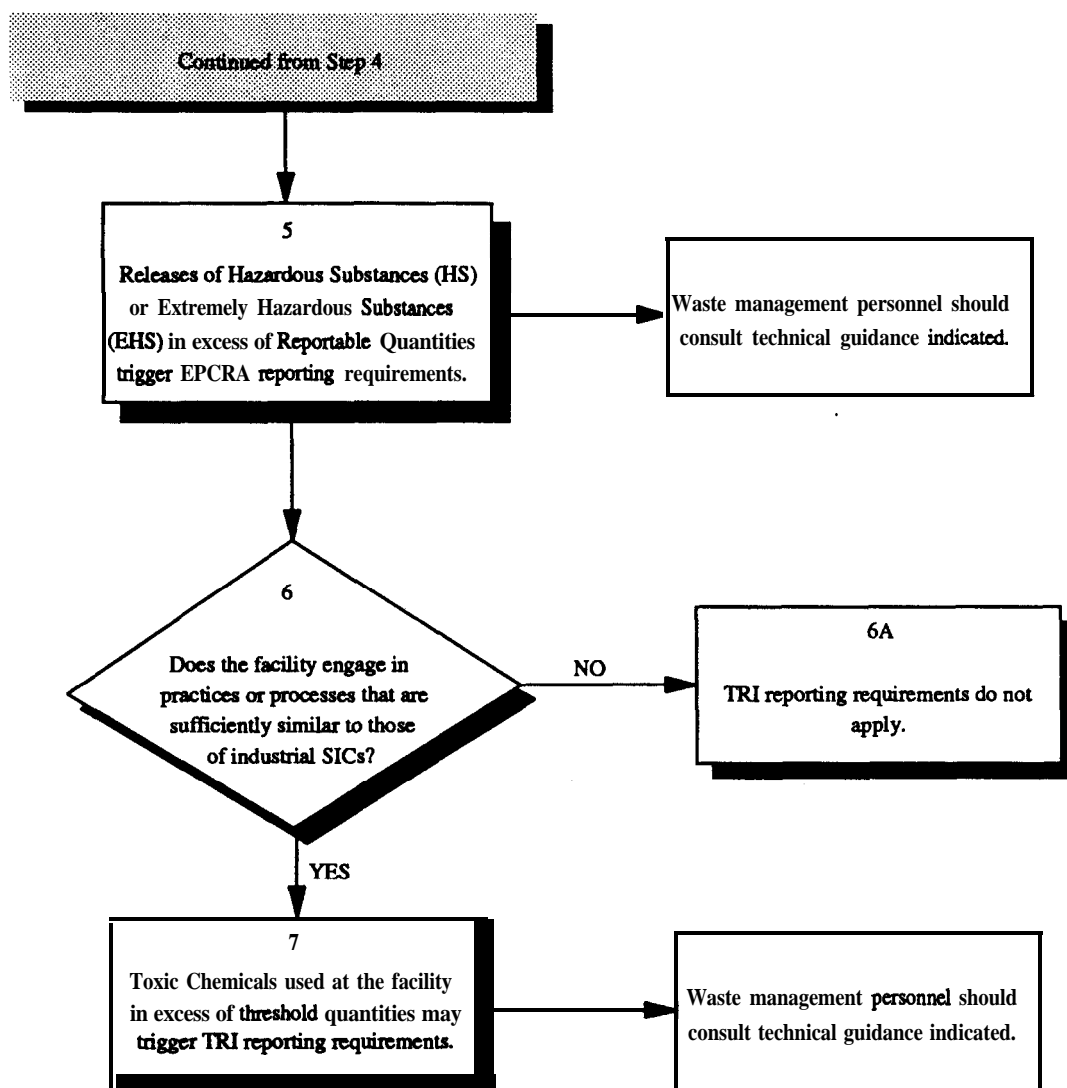 Continued from Step 4
5
Releases of Hazardous Substances (HS)
or Extremely Hazardous Substances
(EHS) in excess of Reportable Quantities
trigger EPCRA reporting requirements.
Waste management personnel should
consult technical guidance indicated.
6
Does the facility engage in
practices or processes that are
sufficiently similar to those
of industrial SICs?
NO
6A
TRI reporting requirements do not
apply.
YES
7
Toxic Chemicals used at the facility
in excess of threshold quantities may
trigger TRI reporting requirements.
Waste management personnel should
consult technical guidance indicated.